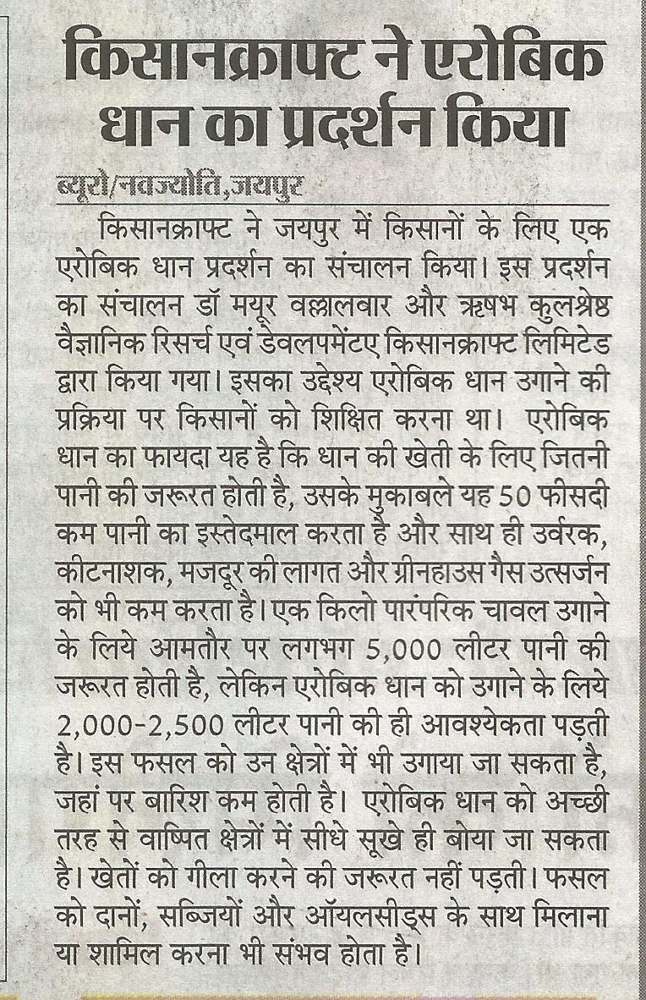 किसानक्राफ्ट ने एरोबिक
धान का प्रदर्शन किया
ब्यूरो/नवज्योति,जयपुर
किसानक्राफ्ट ने जयपुर में किसानों के लिए एक
एरोबिक धान प्रदर्शन का संचालन किया। इस प्रदर्शन
का संचालन डॉ मयूर वल्लालवार और ऋषभ कुलश्रेष्ठ
वैज्ञानिक रिसर्च एवं डेवलपमेंटए किसानक्राफ्ट लिमिटेड
द्वारा किया गया। इसका उद्देश्य एरोबिक धान उगाने की
प्रक्रिया पर किसानों को शिक्षित करना था। एरोबिक
धान का फायदा यह है कि धान की खेती के लिए जितनी
पानी की जरूरत होती है, उसके मुकाबले यह 50 फीसदी
कम पानी का इस्तेदमाल करता है और साथ ही उर्वरक,
कीटनाशक, मजदूर की लागत और ग्रीनहाउस गैस उत्सर्जन
को भी कम करता है। एक किलो पारंपरिक चावल उगाने
के लिये आमतौर पर लगभग 5,000 लीटर पानी की
जरूरत होती है, लेकिन एरोबिक धान को उगाने के लिये
2,000-2,500 लीटर पानी की ही आवश्येकता पड़ती
है। इस फसल को उन क्षेत्रों में भी उगाया जा सकता है,
जहां पर बारिश कम होती है। एरोबिक धान को अच्छी
तरह से वाष्पित क्षेत्रों में सीधे सूखे ही बोया जा सकता
है। खेतों को गीला करने की जरूरत नहीं पड़ती। फसल
को दानों, सब्जियों और ऑयलसीड्स के साथ मिलाना
या शामिल करना भी संभव होता है।